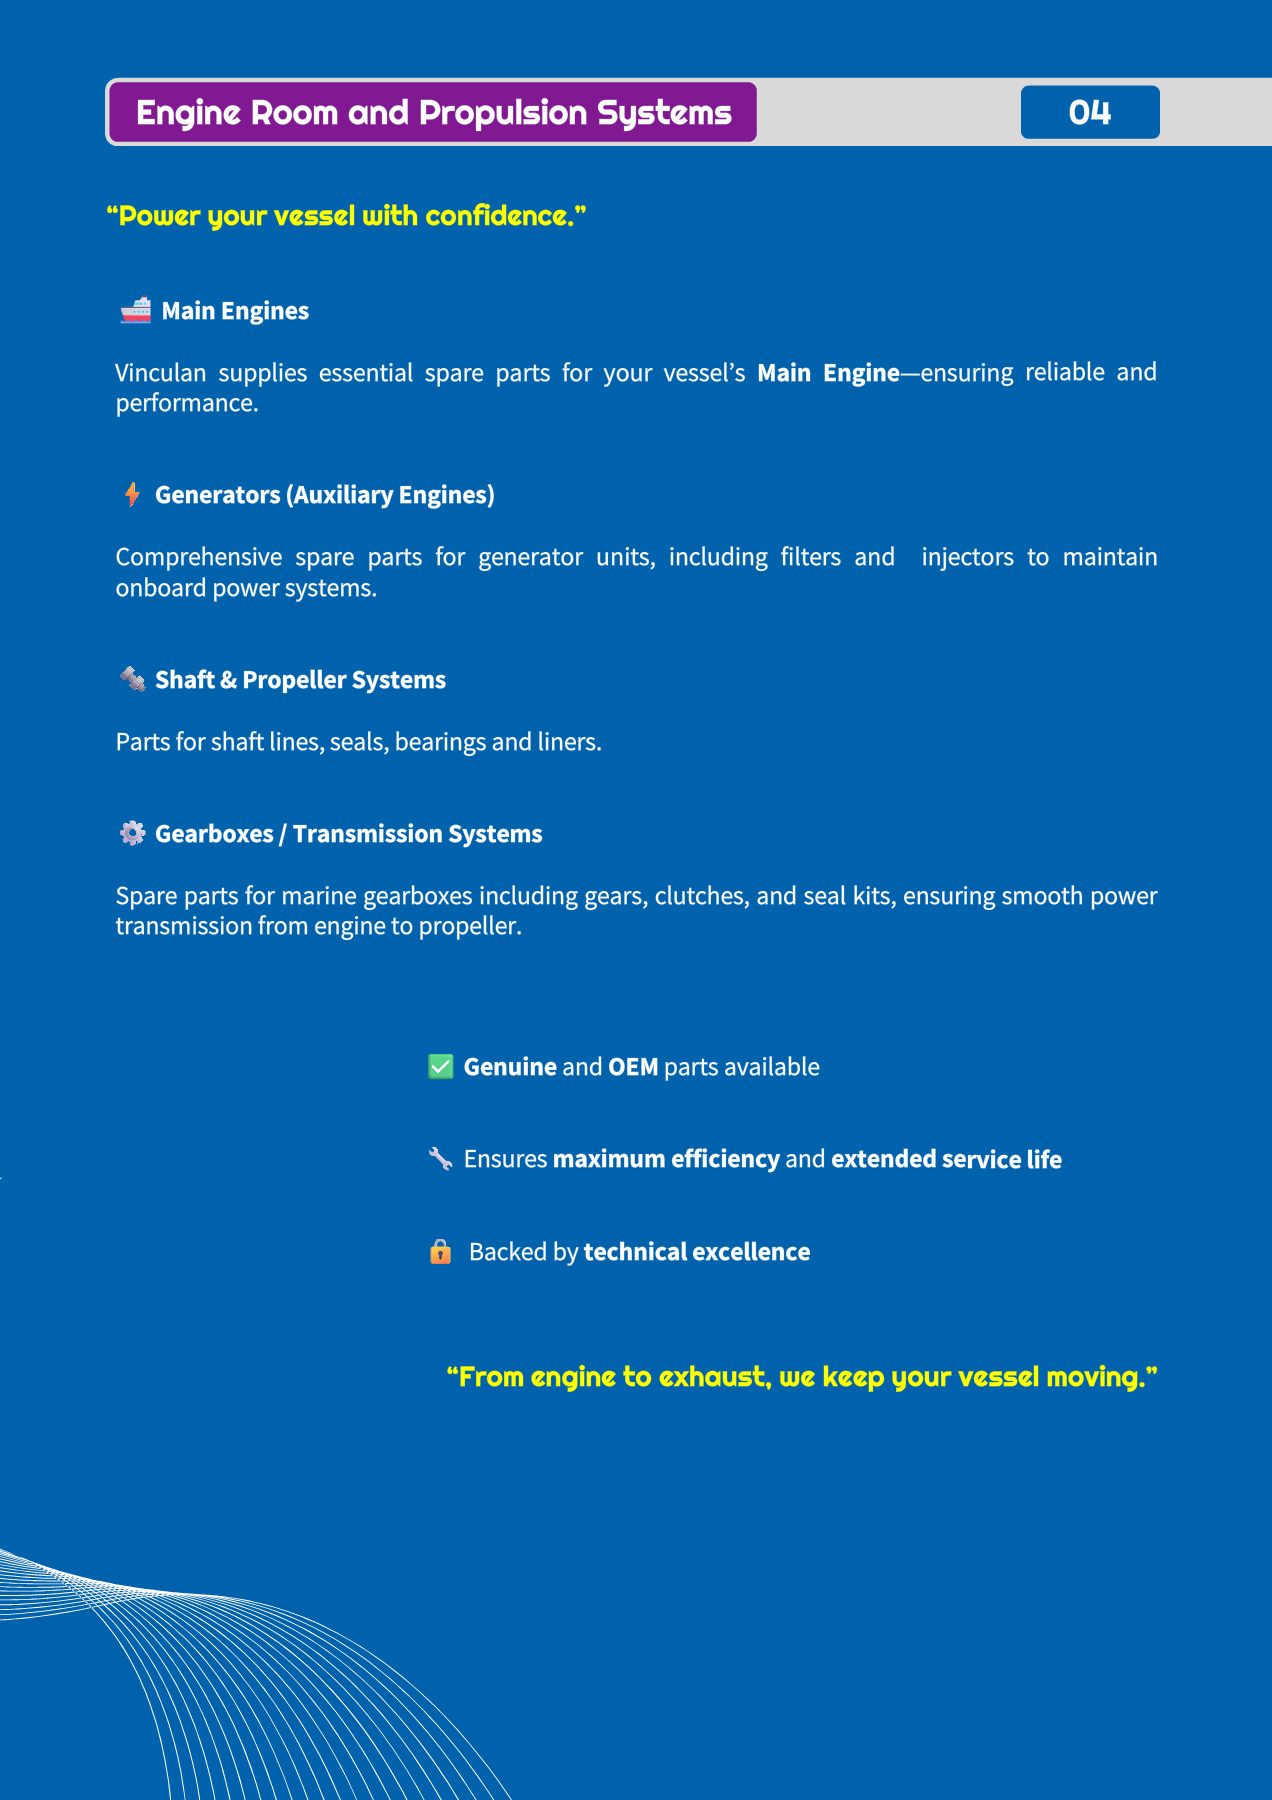 Engine Room and Propulsion Systems
04
“Power your vessel with confidence.”
Main Engines
Vinculan supplies essential spare parts for your vessel’s Main Engine—ensuring reliable and
performance.
Generators (Auxiliary Engines)
Comprehensive spare parts for generator units, including filters and injectors to maintain
onboard power systems.
Shaft & Propeller Systems
Parts for shaft lines, seals, bearings and liners.
Gearboxes / Transmission Systems
Spare parts for marine gearboxes including gears, clutches, and seal kits, ensuring smooth power
transmission from engine to propeller.
Genuine and OEM parts available
Ensures maximum efficiency and extended service life
Backed by technical excellence
“From engine to exhaust, we keep your vessel moving.”